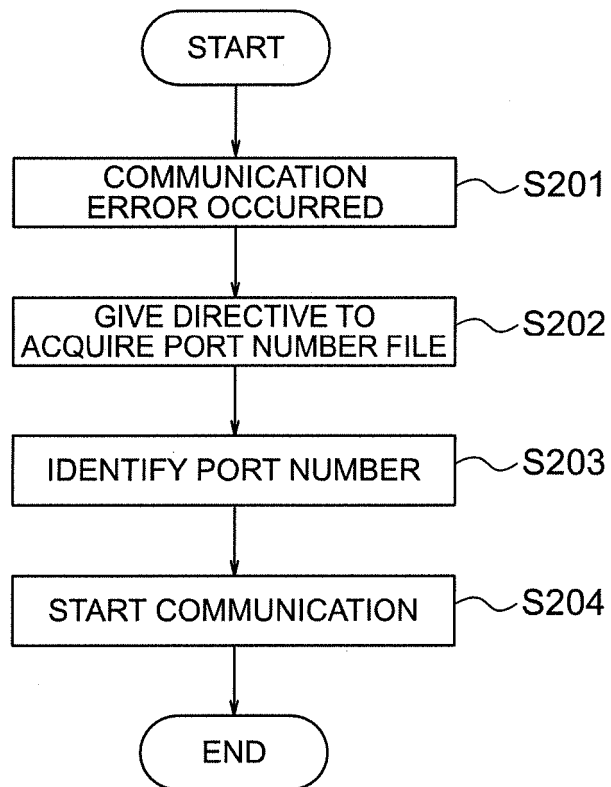 START
COMMUNICATION
ERROR OCCURRED
S201
GIVE DIRECTIVE TO
ACQUIRE PORT NUMBER FILE
S202
IDENTIFY PORT NUMBER
S203
START COMMUNICATION
S204
END